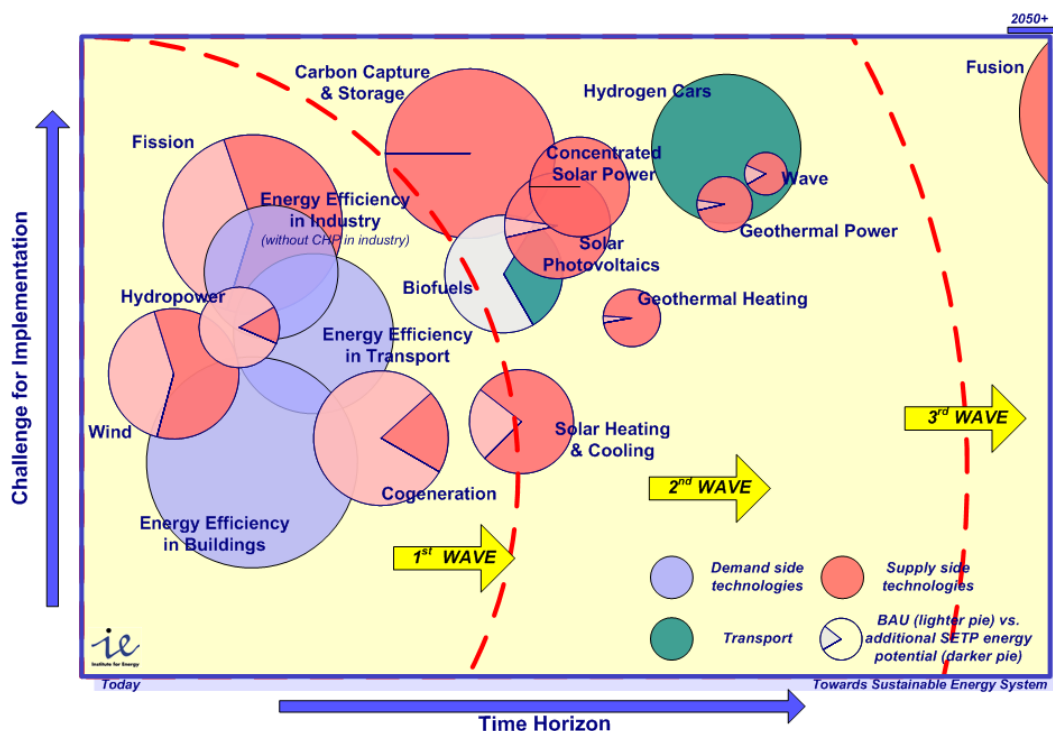 2050+
Fusion
Carbon Capture
& Storage
Hydrogen Cars
Fission
Concentrated
Solar Power
Wave
Energy Efficiency
in Industry
(without CHP in industry)
Geothermal Power
Solar
Photovoltaics
Biofuels
Hydropower
Geothermal Heating
Energy Efficiency
in Transport
Wind
Solar Heating
& Cooling
3rd WAVE
Cogeneration
2nd WAVE
Energy Efficiency
in Buildings
1st WAVE
Demand side
technologies
Supply side
technologies
Transport
BAU (lighter pie) vs.
additional SETP energy
potential (darker pie)
ie
Institute for Energy
Today
Towards Sustainable Energy System
Time Horizon
Challenge for Implementation